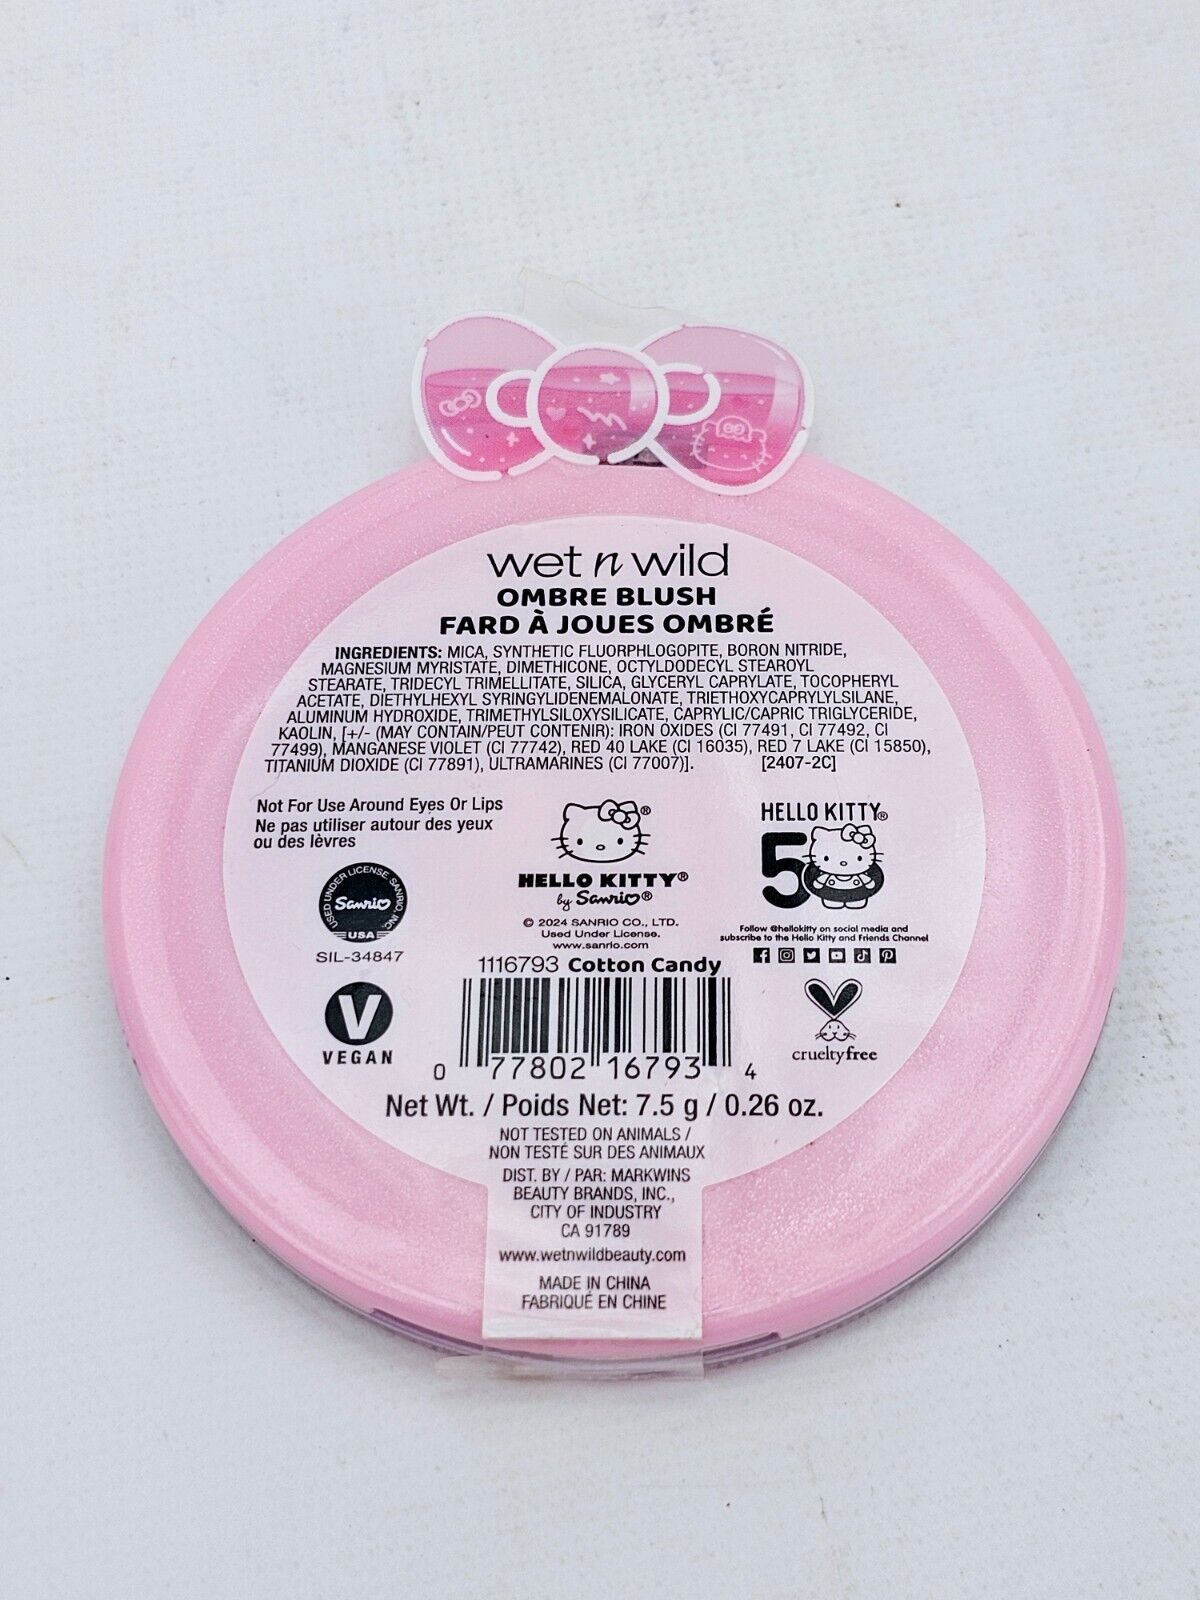 wet n wild
OMBRE BLUSH
FARD À JOUES OMBRÉ
INGREDIENTS: MICA, SYNTHETIC FLUORPHLOGOPITE, BORON NITRIDE,
MAGNESIUM MYRISTATE, DIMETHICONE, OCTYLDODECYL STEAROYL
STEARATE, TRIDECYL TRIMELLITATE, SILICA, GLYCERYL CAPRYLATE, TOCOPHERYL
ACETATE, DIETHYLHEXYL SYRINGYLIDENEMALONATE, TRIETHOXYCAPRYLYLSILANE,
ALUMINUM HYDROXIDE, TRIMETHYLSILOXYSILICATE, CAPRYLIC/CAPRIC TRIGLYCERIDE,
KAOLIN, [+/- (MAY CONTAIN/PEUT CONTENIR): IRON OXIDES (CI 77491, CI 77492, CI
77499), MANGANESE VIOLET (CI 77742), RED 40 LAKE (CI 16035), RED 7 LAKE (CI 15850),
TITANIUM DIOXIDE (CI 77891), ULTRAMARINES (CI 77007)]. [2407-2C]
Not For Use Around Eyes Or Lips
Ne pas utiliser autour des yeux
ou des lèvres
USED UNDER LICENSE SANRIO, INC.
Sanrio
USA
SIL-34847
®
HELLO KITTY®
by Sanrio®
© 2024 SANRIO CO., LTD.
Used Under License.
www.sanrio.com
HELLO KITTY®
50
Follow @hellokitty on social media and
subscribe to the Hello Kitty and Friends Channel
1116793 Cotton Candy
V
VEGAN
0 77802 16793 4
crueltyfree
Net Wt. / Poids Net: 7.5 g / 0.26 oz.
NOT TESTED ON ANIMALS /
NON TESTÉ SUR DES ANIMAUX
DIST. BY / PAR: MARKWINS
BEAUTY BRANDS, INC.,
CITY OF INDUSTRY
CA 91789
www.wetnwildbeauty.com
MADE IN CHINA
FABRIQUÉ EN CHINE